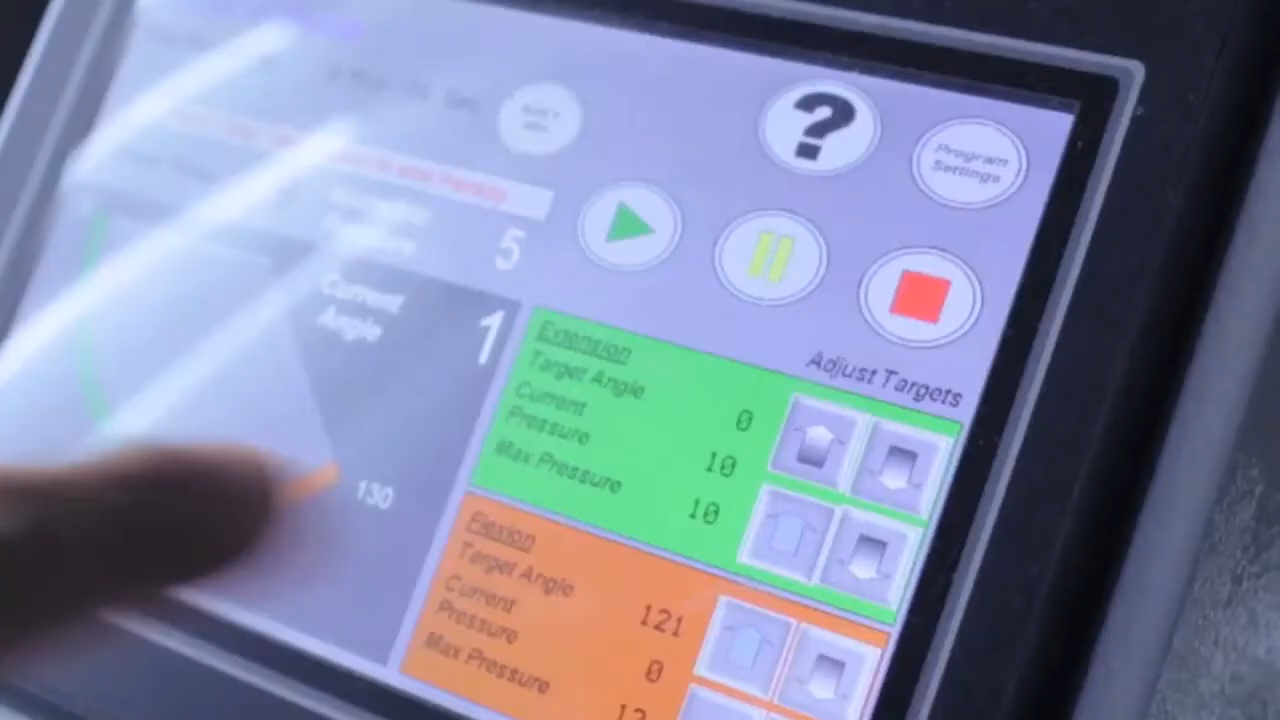 ?
Program
Settings
5
Current
Angle
1
130
Adjust Targets
Extension
Target Angle
0
Current
Pressure
10
Max Pressure
10
Flexion
Target Angle
121
Current
Pressure
0
Max Pressure